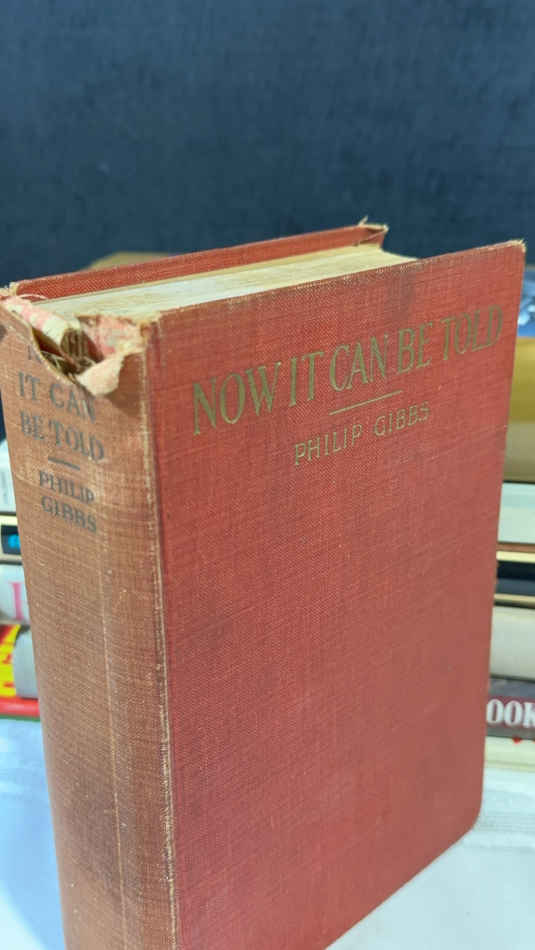 NOW IT CAN BE TOLD
PHILIP GIBBS
IT CAN
BE TOLD
PHILIP
GIBBS
OOK